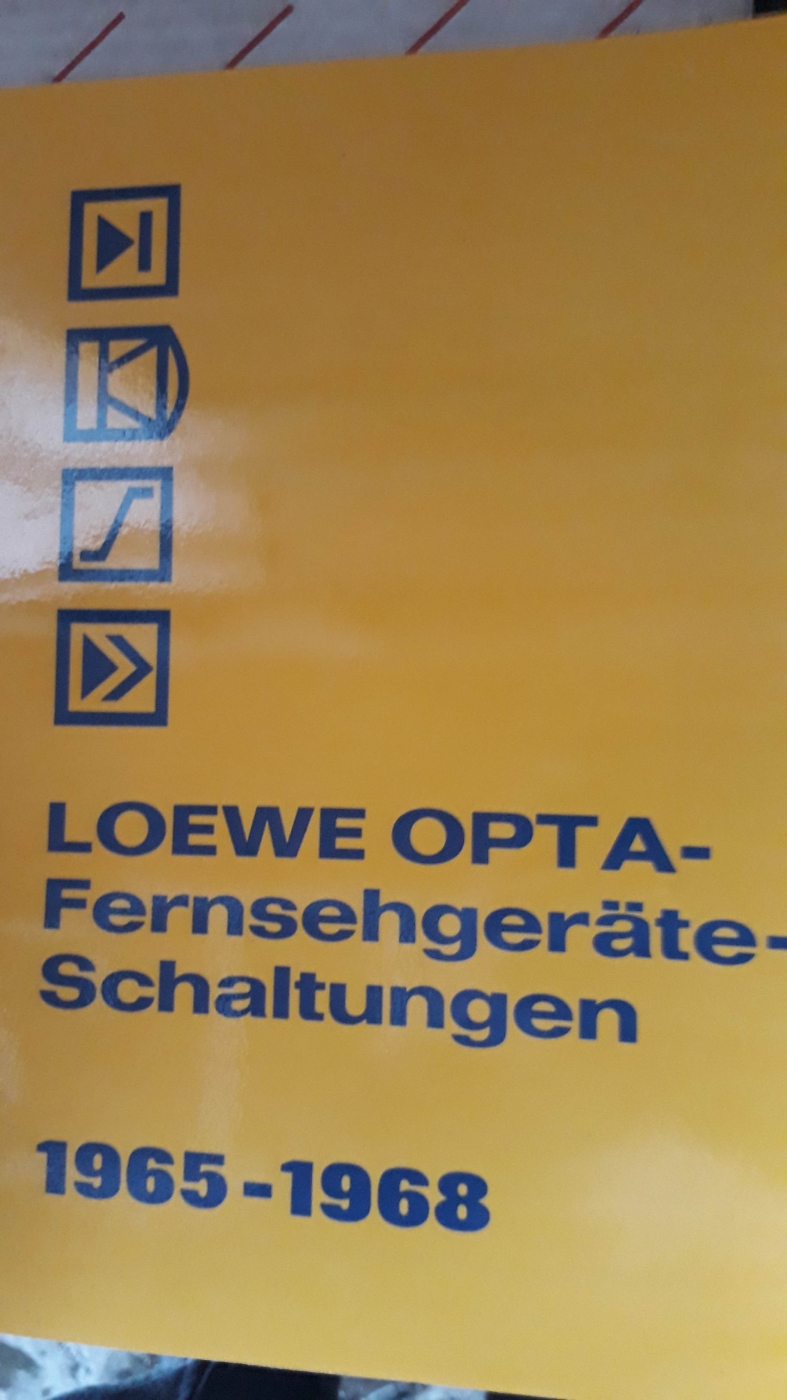 LOEWE OPTA-
Fernsehgeräte-
Schaltungen
1965-1968